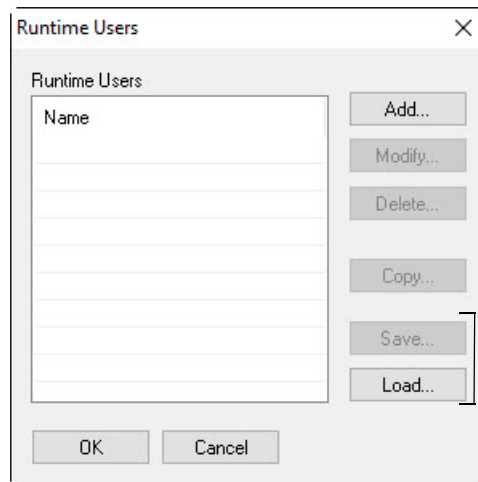 Runtime Users
Runtime Users
Name
Add...
Modify...
Delete...
Copy...
Save...
Load...
OK
Cancel